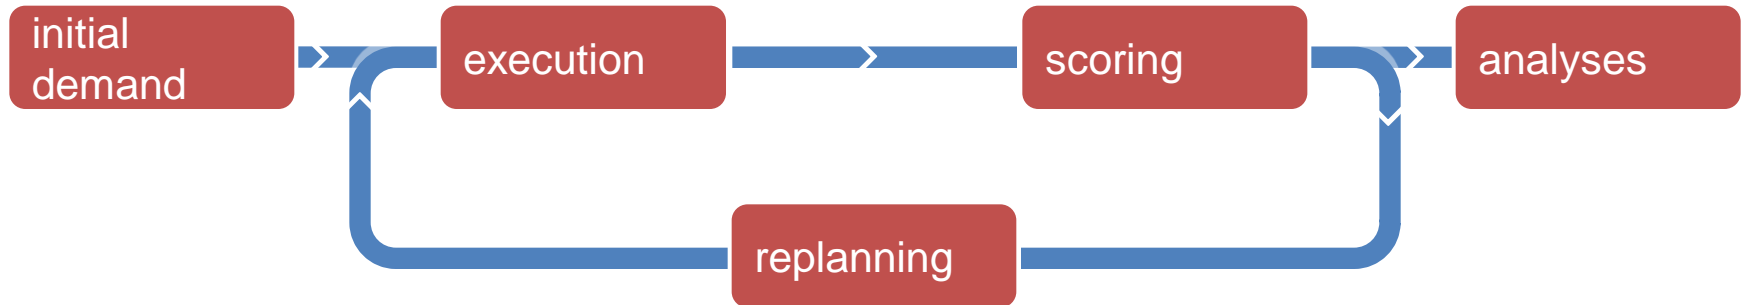 initial
demand
execution
scoring
analyses
replanning